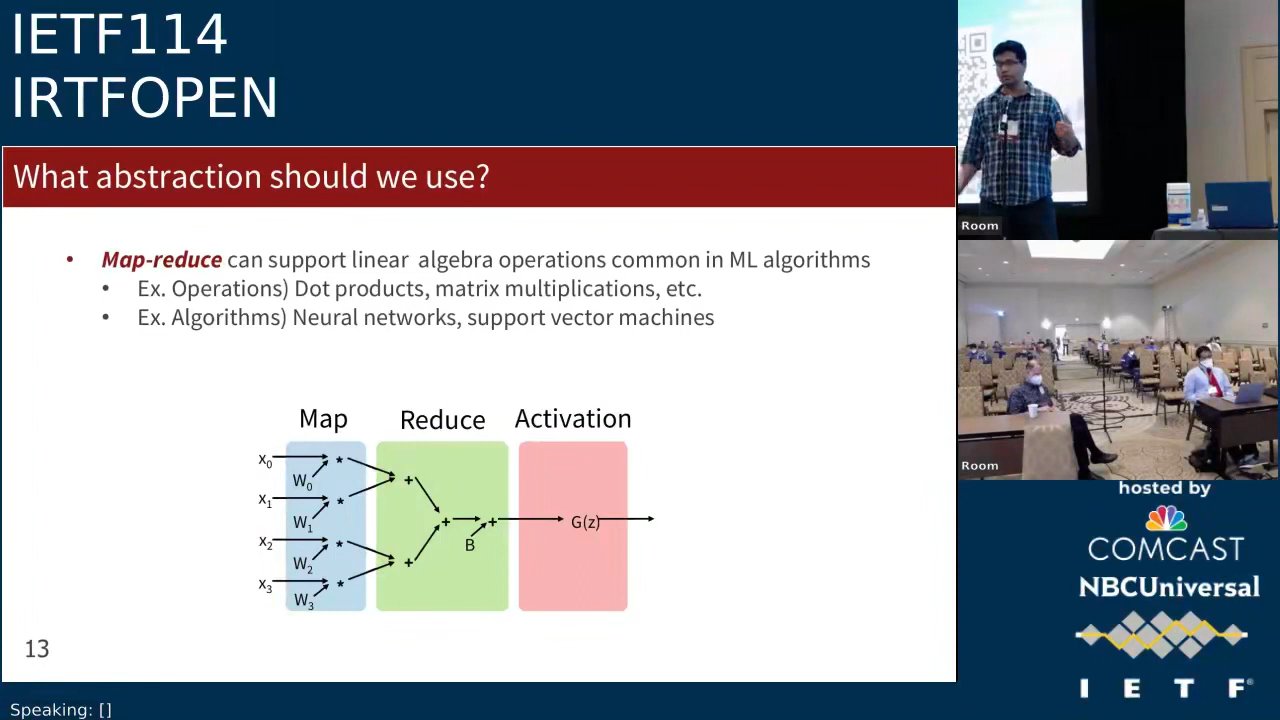 IETF114
IRTFOPEN
What abstraction should we use?
• Map-reduce can support linear algebra operations common in ML algorithms
• Ex. Operations) Dot products, matrix multiplications, etc.
• Ex. Algorithms) Neural networks, support vector machines
Map Reduce Activation
x0 * W0
x1 * W1
x2 * W2
x3 * W3
+ + + + B G(z)
13
Speaking: []
Room
Room
hosted by
COMCAST
NBCUniversal
I E T F®